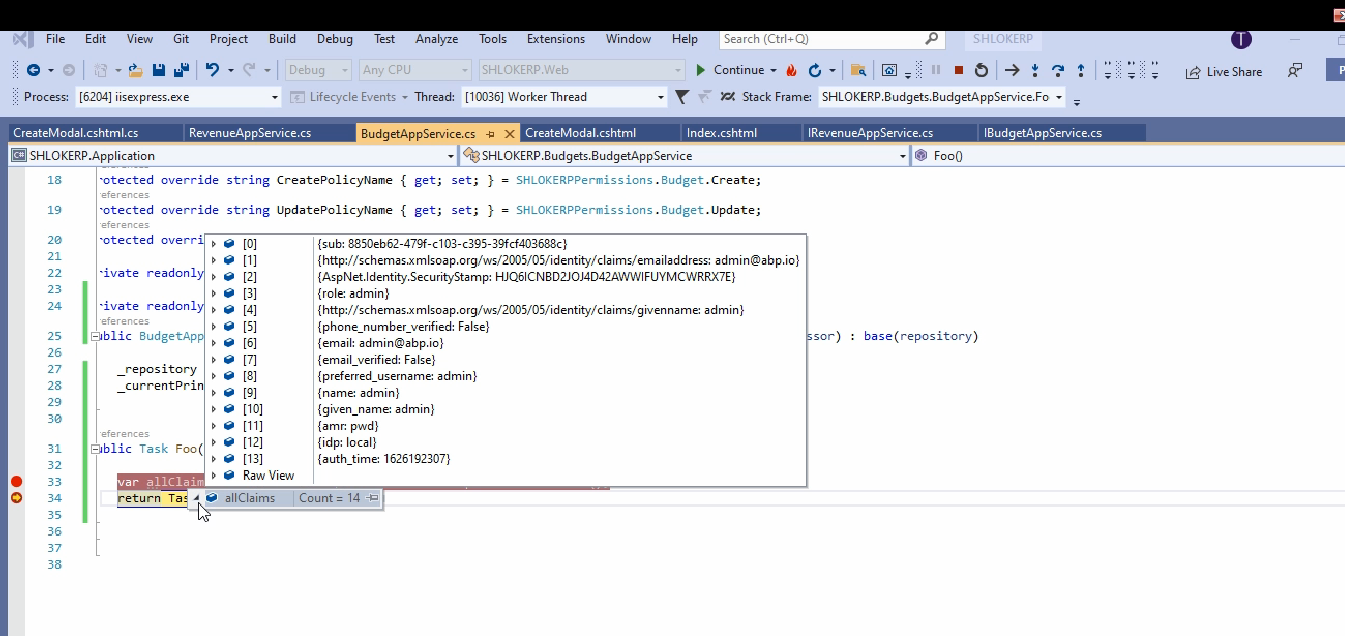 File Edit View Git Project Build Debug Test Analyze Tools Extensions Window Help Search (Ctrl+Q) SHLOKERP T
Debug Any CPU SHLOKERP.Web Continue Live Share
Process: [6204] iisexpress.exe Lifecycle Events Thread: [10036] Worker Thread Stack Frame: SHLOKERP.Budgets.BudgetAppService.Fo
CreateModal.cshtml.cs RevenueAppService.cs BudgetAppService.cs CreateModal.cshtml Index.cshtml IRevenueAppService.cs IBudgetAppService.cs
SHLOKERP.Application SHLOKERP.Budgets.BudgetAppService Foo()
18 rotected override string CreatePolicyName { get; set; } = SHLOKERPPermissions.Budget.Create;
eferences
19 rotected override string UpdatePolicyName { get; set; } = SHLOKERPPermissions.Budget.Update;
eferences
20 rotected overri
[0] {sub: 8850eb62-479f-c103-c395-39fcf403688c}
21
[1] {http://schemas.xmlsoap.org/ws/2005/05/identity/claims/emailaddress: admin@abp.io}
22 rivate readonly
[2] {AspNet.Identity.SecurityStamp: HJQ6ICNBD2JOJ4D42AWWIFUYMCWRRX7E}
23
[3] {role: admin}
24 rivate readonly
[4] {http://schemas.xmlsoap.org/ws/2005/05/identity/claims/givenname: admin}
eferences
[5] {phone_number_verified: False}
25 ublic BudgetApp ssor) : base(repository)
[6] {email: admin@abp.io}
26
[7] {email_verified: False}
27 _repository
[8] {preferred_username: admin}
28 _currentPrin
[9] {name: admin}
29
[10] {given_name: admin}
30
[11] {amr: pwd}
eferences
[12] {idp: local}
31 ublic Task Foo(
[13] {auth_time: 1626192307}
32
Raw View
33 var allClaim
34 return Tas allClaims Count = 14
35
36
37
38